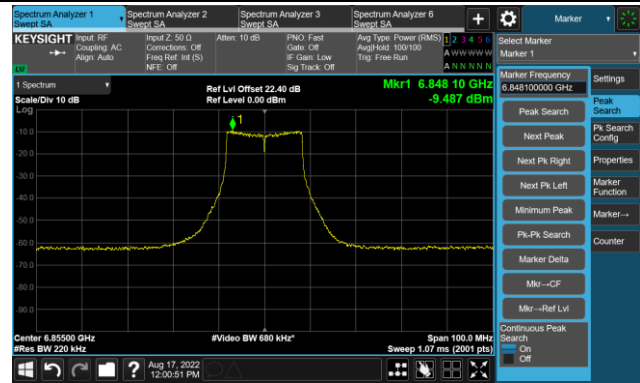 Spectrum Analyzer 1
Swept SA
Spectrum Analyzer 2
Swept SA
Spectrum Analyzer 3
Swept SA
Spectrum Analyzer 6
Swept SA
Marker
KEYSIGHT
Input: RF
Coupling: AC
Align: Auto
Input Z: 50 Ω
Corrections: Off
Freq Ref: Int (S)
NFE: Off
Atten: 10 dB
PNO: Fast
Gate: Off
IF Gain: Low
Sig Track: Off
Avg Type: Power (RMS)
Avg|Hold: 100/100
Trig: Free Run
1 2 3 4 5 6
A W W W W W
A N N N N N
Select Marker
Marker 1
1 Spectrum
Scale/Div 10 dB
Log
Ref Lvl Offset 22.40 dB
Ref Level 0.00 dBm
Mkr1 6.848 10 GHz
-9.487 dBm
1
-10.0
-20.0
-30.0
-40.0
-50.0
-60.0
-70.0
-80.0
-90.0
Center 6.85500 GHz
#Res BW 220 kHz
#Video BW 680 kHz*
Span 100.0 MHz
Sweep 1.07 ms (2001 pts)
Marker Frequency
6.848100000 GHz
Peak Search
Next Peak
Next Pk Right
Next Pk Left
Minimum Peak
Pk-Pk Search
Marker Delta
Mkr→CF
Mkr→Ref Lvl
Continuous Peak
Search
On
Off
Settings
Peak
Search
Pk Search
Config
Properties
Marker
Function
Marker→
Counter
Aug 17, 2022
12:00:51 PM